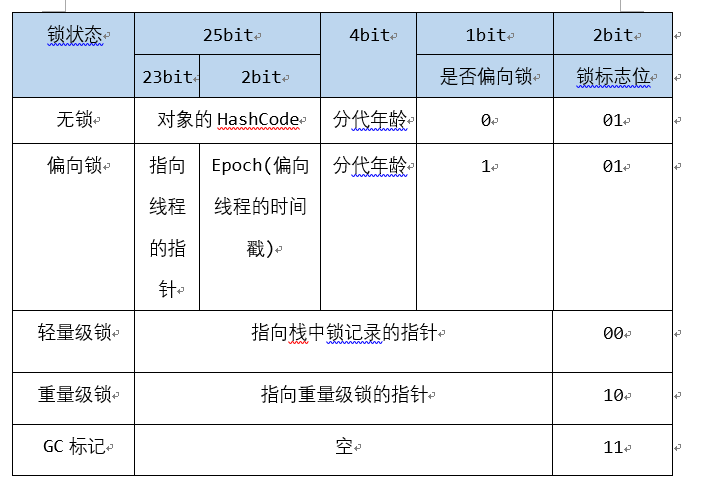 锁状态 25bit 4bit 1bit 2bit
23bit 2bit 是否偏向锁 锁标志位
无锁 对象的 HashCode 分代年龄 0 01
偏向锁 指向 Epoch(偏向 分代年龄 1 01
线程 线程的时间
的指 戳)
针
轻量级锁 指向栈中锁记录的指针 00
重量级锁 指向重量级锁的指针 10
GC 标记 空 11